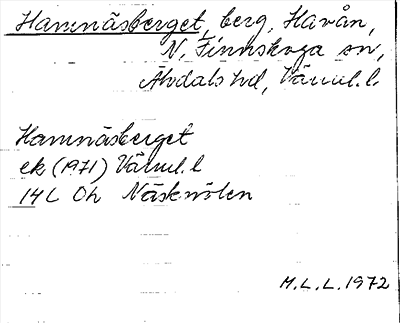 Hamnäsberget, berg, Havån,
N. Finnskoga sn,
Älvdals hd, Värml. l.
Hamnäsberget
ek (1971) Värml. l
14 C Oh Näsknölen
M.L.L. 1972